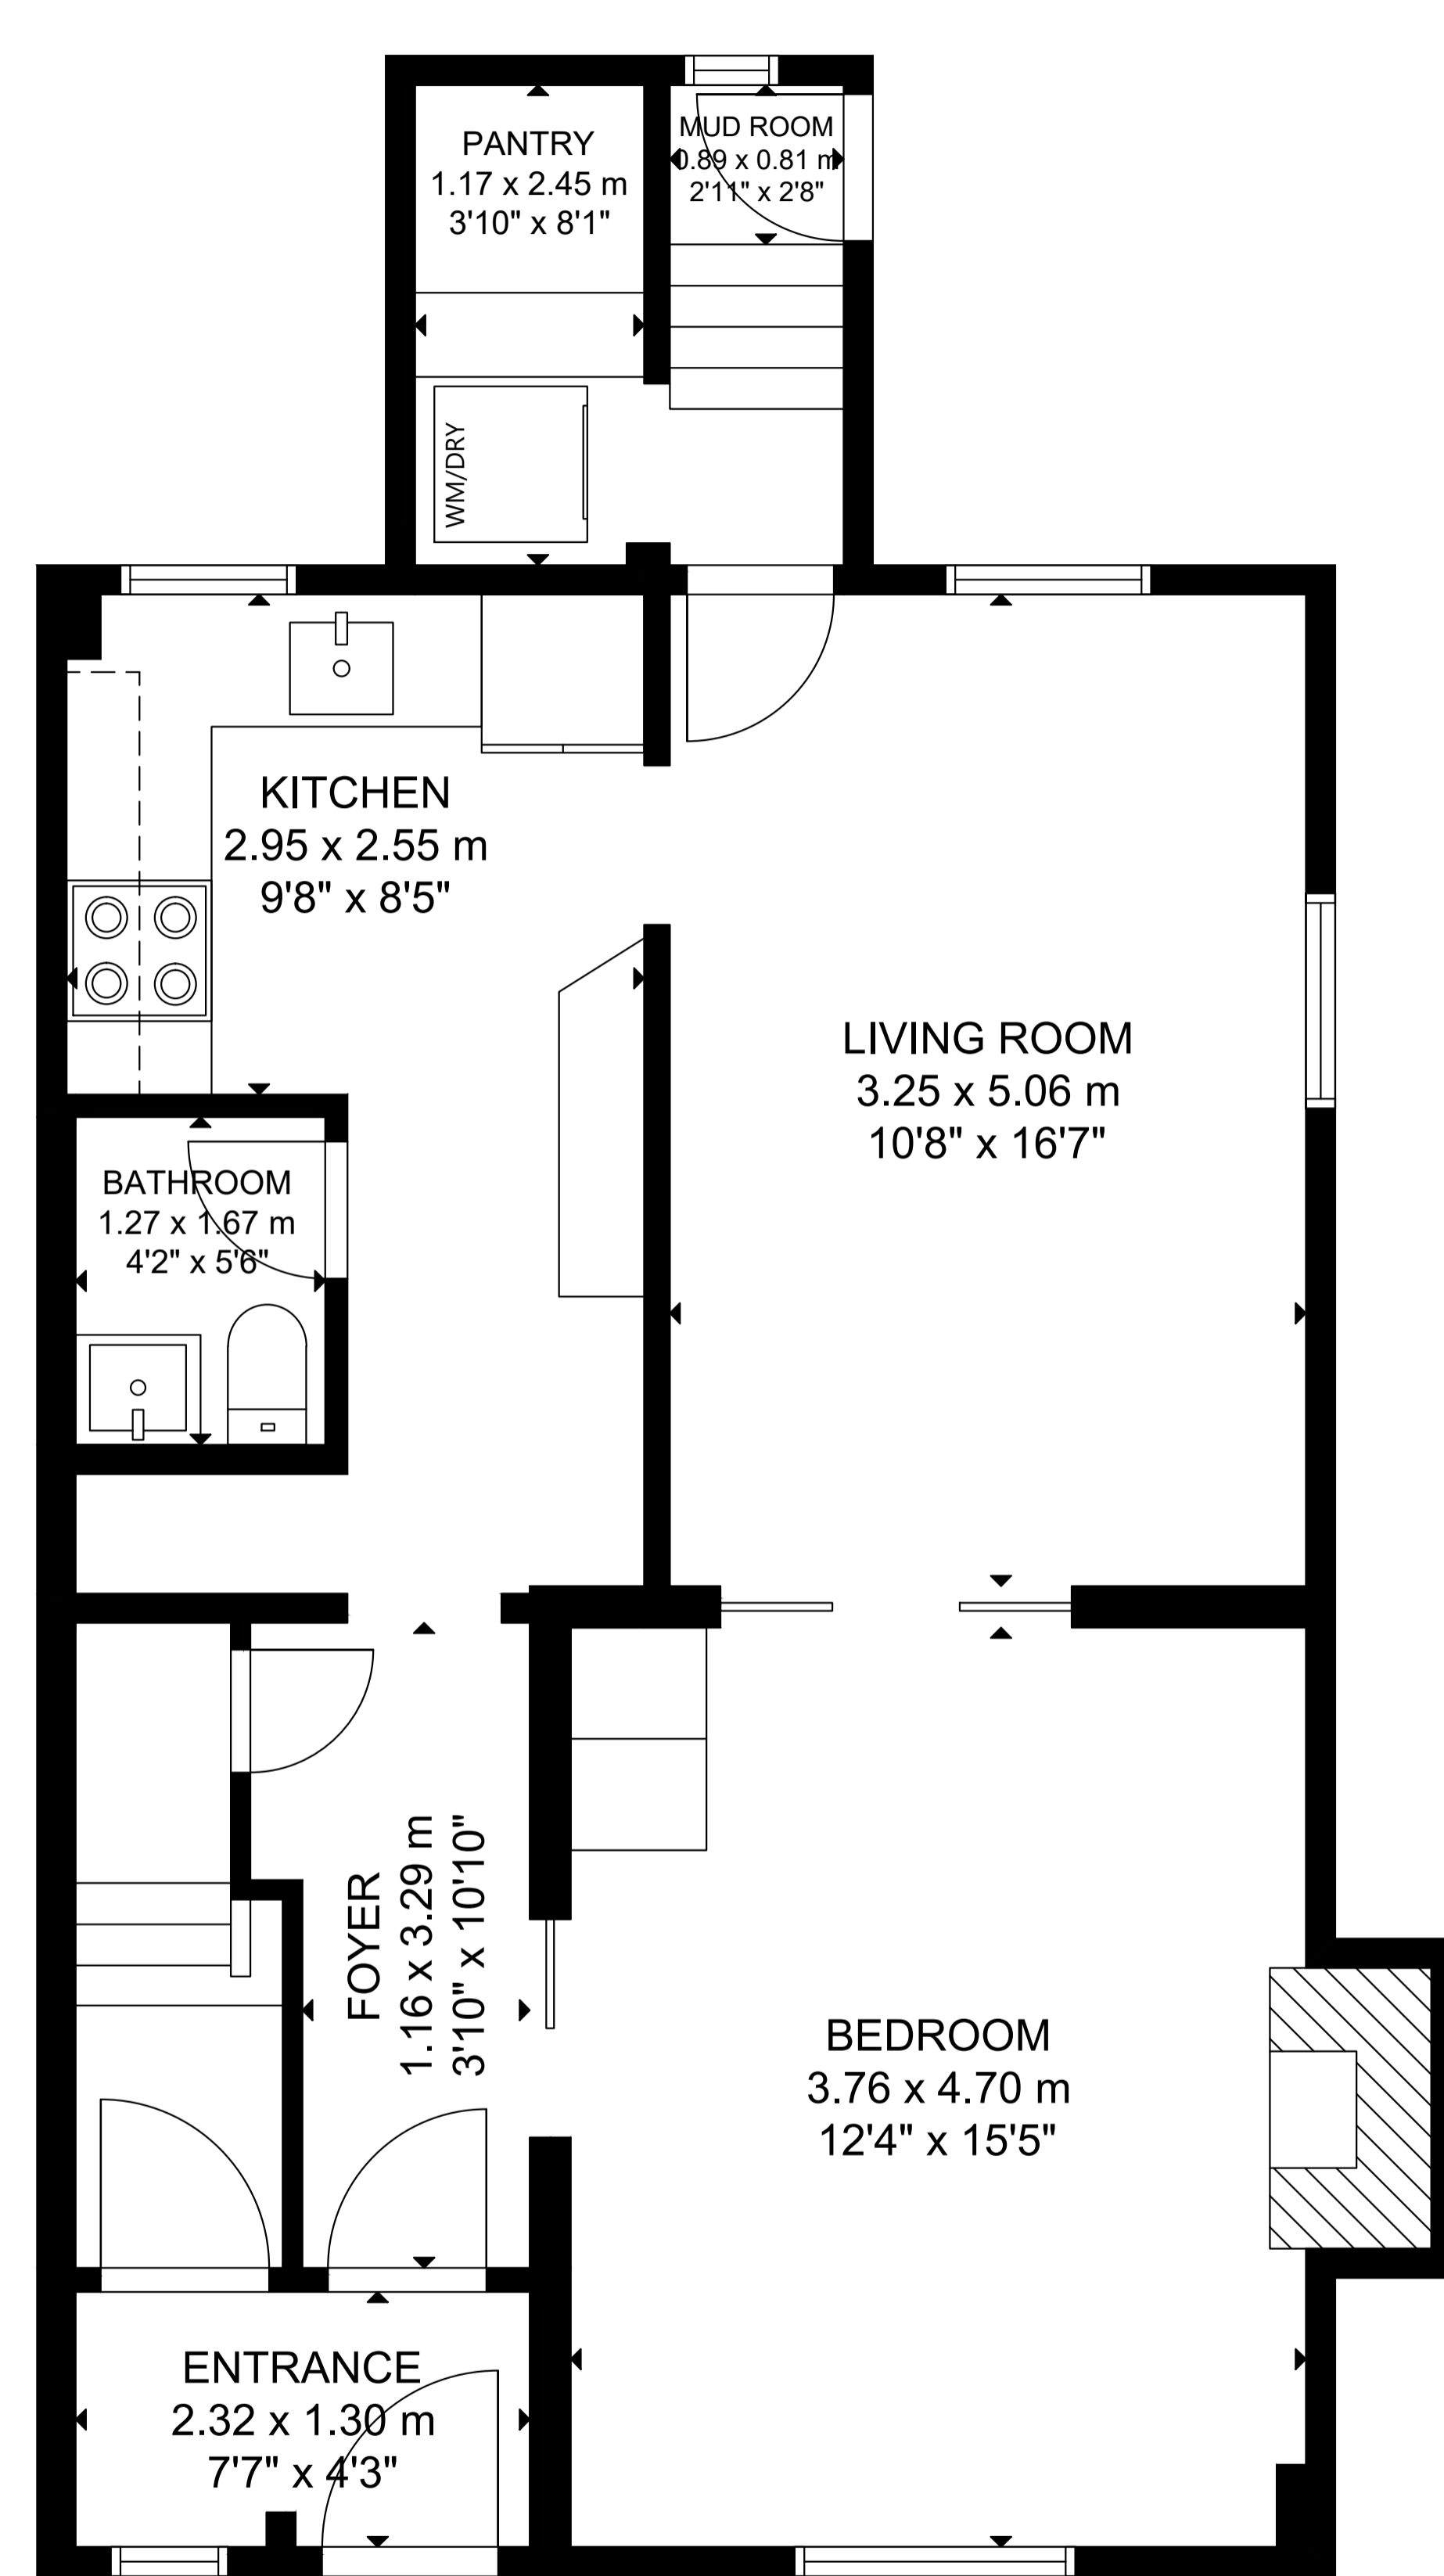 PANTRY
1.17 x 2.45 m
3'10" x 8'1"
MUD ROOM
0.89 x 0.81 m
2'11" x 2'8"
WM/DRY
KITCHEN
2.95 x 2.55 m
9'8" x 8'5"
LIVING ROOM
3.25 x 5.06 m
10'8" x 16'7"
BATHROOM
1.27 x 1.67 m
4'2" x 5'6"
FOYER
1.16 x 3.29 m
3'10" x 10'10"
BEDROOM
3.76 x 4.70 m
12'4" x 15'5"
ENTRANCE
2.32 x 1.30 m
7'7" x 4'3"